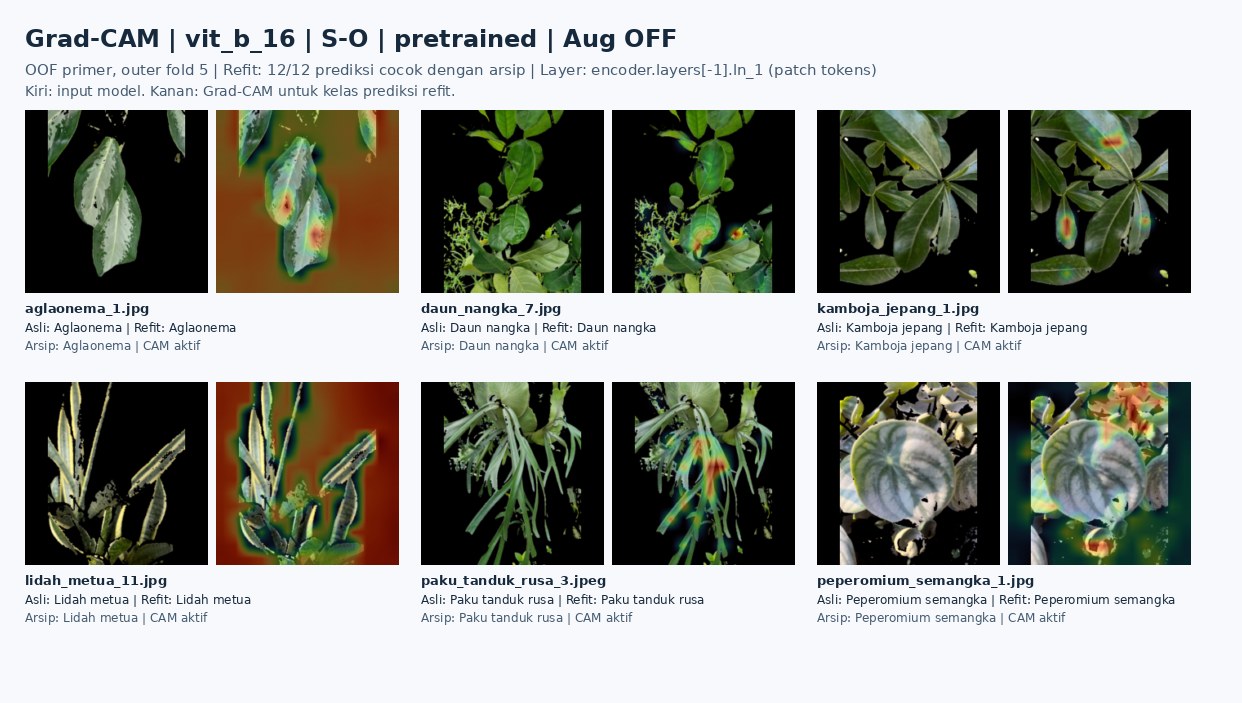 Grad-CAM | vit_b_16 | S-O | pretrained | Aug OFF
OOF primer, outer fold 5 | Refit: 12/12 prediksi cocok dengan arsip | Layer: encoder.layers[-1].ln_1 (patch tokens)
Kiri: input model. Kanan: Grad-CAM untuk kelas prediksi refit.
aglaonema_1.jpg
Asli: Aglaonema | Refit: Aglaonema
Arsip: Aglaonema | CAM aktif
daun_nangka_7.jpg
Asli: Daun nangka | Refit: Daun nangka
Arsip: Daun nangka | CAM aktif
kamboja_jepang_1.jpg
Asli: Kamboja jepang | Refit: Kamboja jepang
Arsip: Kamboja jepang | CAM aktif
lidah_metua_11.jpg
Asli: Lidah metua | Refit: Lidah metua
Arsip: Lidah metua | CAM aktif
paku_tanduk_rusa_3.jpeg
Asli: Paku tanduk rusa | Refit: Paku tanduk rusa
Arsip: Paku tanduk rusa | CAM aktif
peperomium_semangka_1.jpg
Asli: Peperomium semangka | Refit: Peperomium semangka
Arsip: Peperomium semangka | CAM aktif